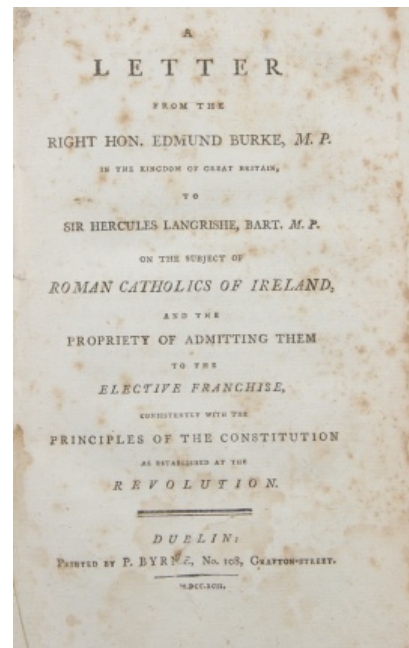 A
LETTER
FROM THE
RIGHT HON. EDMUND BURKE, M. P.
IN THE KINGDOM OF GREAT BRITAIN,
TO
SIR HERCULES LANGRISHE, BART. M. P.
ON THE SUBJECT OF
ROMAN CATHOLICS OF IRELAND,
AND THE
PROPRIETY OF ADMITTING THEM
TO THE
ELECTIVE FRANCHISE,
CONSISTENTLY WITH THE
PRINCIPLES OF THE CONSTITUTION
AS ESTABLISHED AT THE
REVOLUTION.
DUBLIN:
PRINTED BY P. BYRNE, No. 108, GRAFTON-STREET.
M.DCC.XCII.